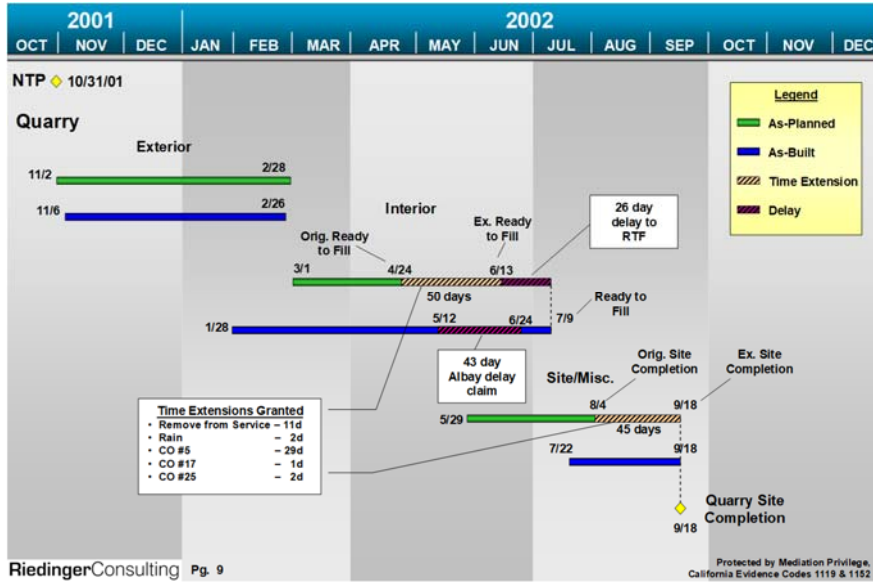 2001 2002
OCT NOV DEC JAN FEB MAR APR MAY JUN JUL AUG SEP OCT NOV DEC
NTP 10/31/01
Legend
As-Planned
As-Built
Time Extension
Delay
Quarry
Exterior
11/2 2/28
11/6 2/26
Interior
26 day
delay to
RTF
Orig. Ready
to Fill
Ex. Ready
to Fill
3/1 4/24 6/13
50 days
Ready to
Fill
1/28 5/12 6/24 7/9
43 day
Albay delay
claim
Site/Misc.
Orig. Site
Completion
Ex. Site
Completion
Time Extensions Granted
• Remove from Service – 11d
• Rain – 2d
• CO #5 – 29d
• CO #17 – 1d
• CO #25 – 2d
5/29 8/4 9/18
45 days
7/22 9/18
Quarry Site
Completion
9/18
RiedingerConsulting Pg. 9
Protected by Mediation Privilege,
California Evidence Codes 1119 & 1152